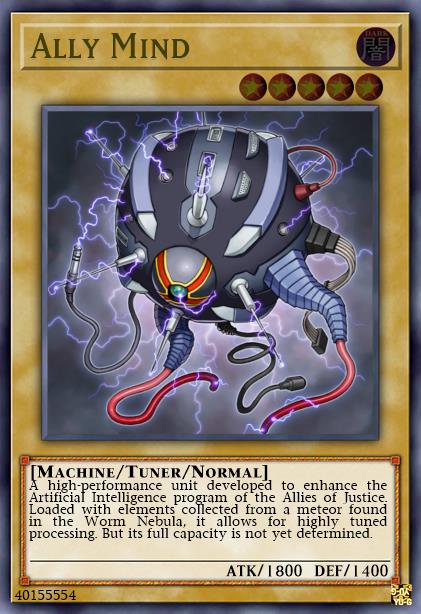 Ally Mind
DARK
闇
[Machine/Tuner/Normal]
A high-performance unit developed to enhance the
Artificial Intelligence program of the Allies of Justice.
Loaded with elements collected from a meteor found
in the Worm Nebula, it allows for highly tuned
processing. But its full capacity is not yet determined.
ATK/1800 DEF/1400
40155554